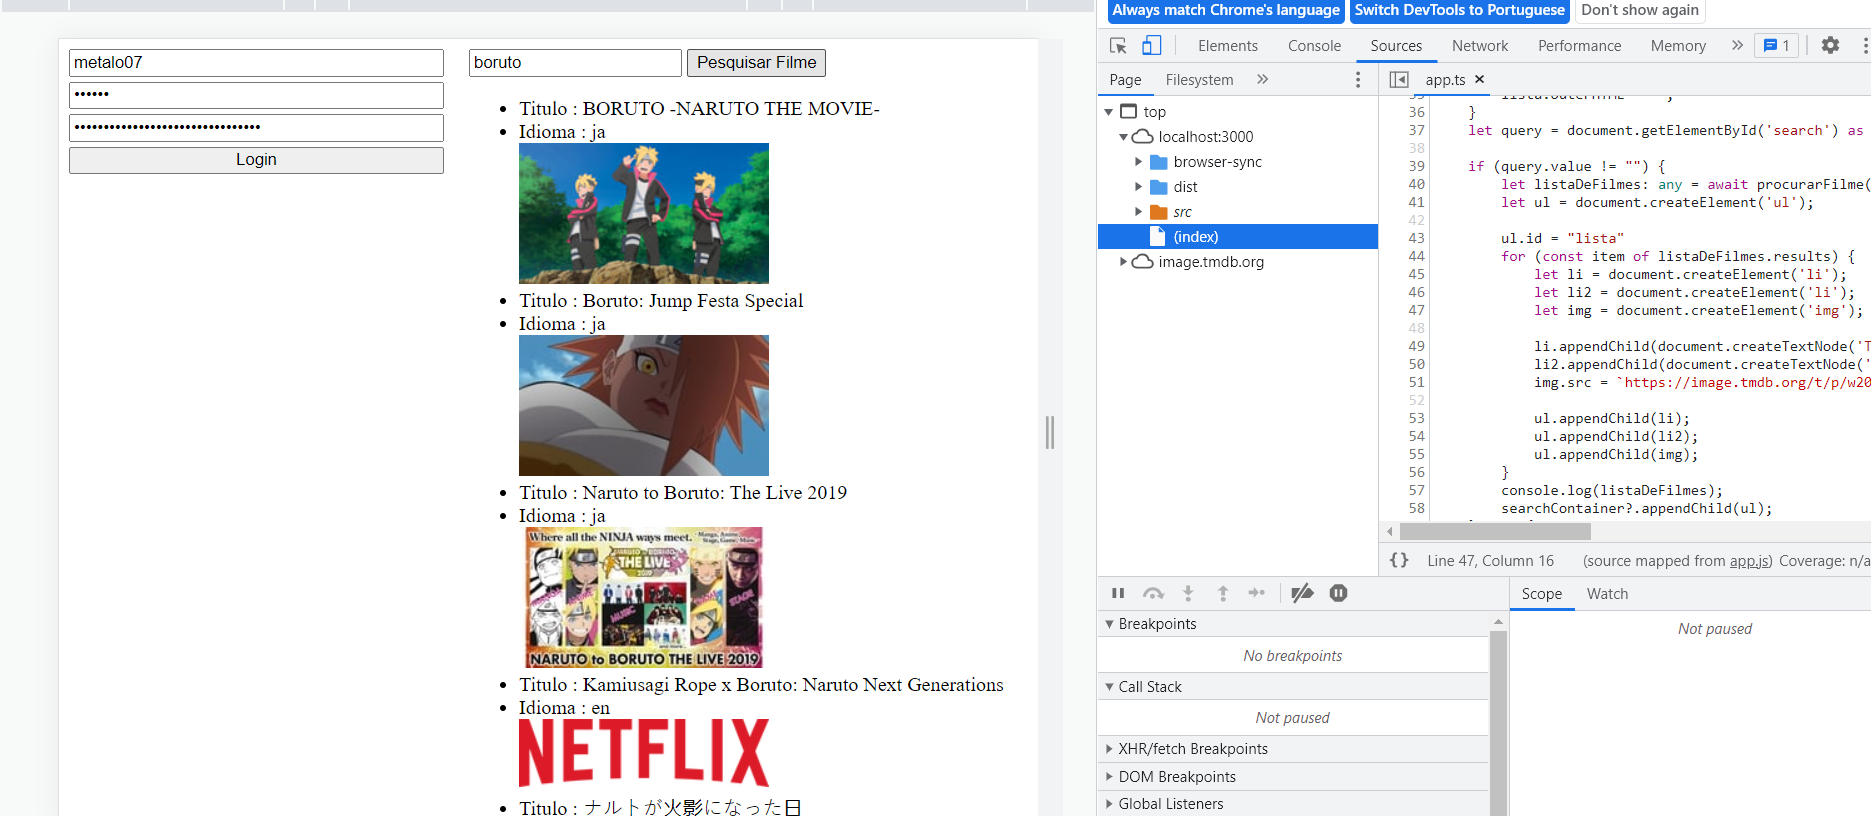 Always match Chrome's language
Switch DevTools to Portuguese
Don't show again
Elements
Console
Sources
Network
Performance
Memory
1
Page
Filesystem
app.ts
top
localhost:3000
browser-sync
dist
src
(index)
image.tmdb.org
metalo07
••••••
••••••••••••••••••••••••••••••••
Login
boruto
Pesquisar Filme
Titulo : BORUTO -NARUTO THE MOVIE-
Idioma : ja
Titulo : Boruto: Jump Festa Special
Idioma : ja
Titulo : Naruto to Boruto: The Live 2019
Idioma : ja
Where all the NINJA ways meet.
Manga, Anime,
Stage, Game, Music
NARUTO to BORUTO
THE LIVE
2019
MUSIC
STAGE
NARUTO to BORUTO THE LIVE 2019
Titulo : Kamiusagi Rope x Boruto: Naruto Next Generations
Idioma : en
NETFLIX
Titulo : ナルトが火影になった日
36 }
37 let query = document.getElementById('search') as
38
39 if (query.value != "") {
40 let listaDeFilmes: any = await procurarFilme(
41 let ul = document.createElement('ul');
42
43 ul.id = "lista"
44 for (const item of listaDeFilmes.results) {
45 let li = document.createElement('li');
46 let li2 = document.createElement('li');
47 let img = document.createElement('img');
48
49 li.appendChild(document.createTextNode('T
50 li2.appendChild(document.createTextNode('
51 img.src = `https://image.tmdb.org/t/p/w20
52
53 ul.appendChild(li);
54 ul.appendChild(li2);
55 ul.appendChild(img);
56 }
57 console.log(listaDeFilmes);
58 searchContainer?.appendChild(ul);
{} Line 47, Column 16 (source mapped from app.js) Coverage: n/a
Scope
Watch
Not paused
Breakpoints
No breakpoints
Call Stack
Not paused
XHR/fetch Breakpoints
DOM Breakpoints
Global Listeners